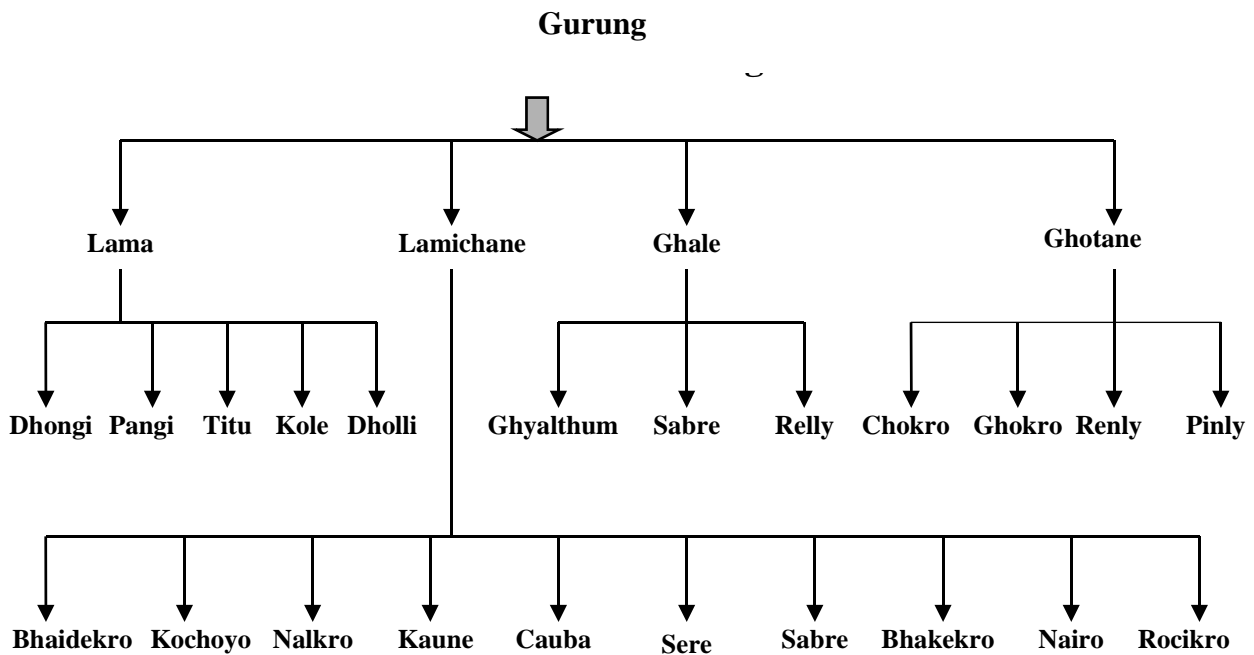 Gurung
Lama Lamichane Ghale Ghotane
Dhongi Pangi Titu Kole Dholli Ghyalthum Sabre Relly Chokro Ghokro Renly Pinly
Bhaidekro Kochoyo Nalkro Kaune Cauba Sere Sabre Bhakekro Nairo Rocikro